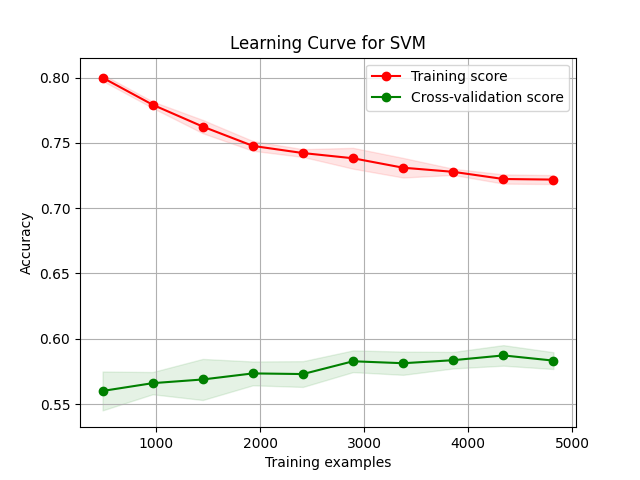 Learning Curve for SVM
Training score
Cross-validation score
0.80
0.75
0.70
0.65
0.60
0.55
Accuracy
1000 2000 3000 4000 5000
Training examples